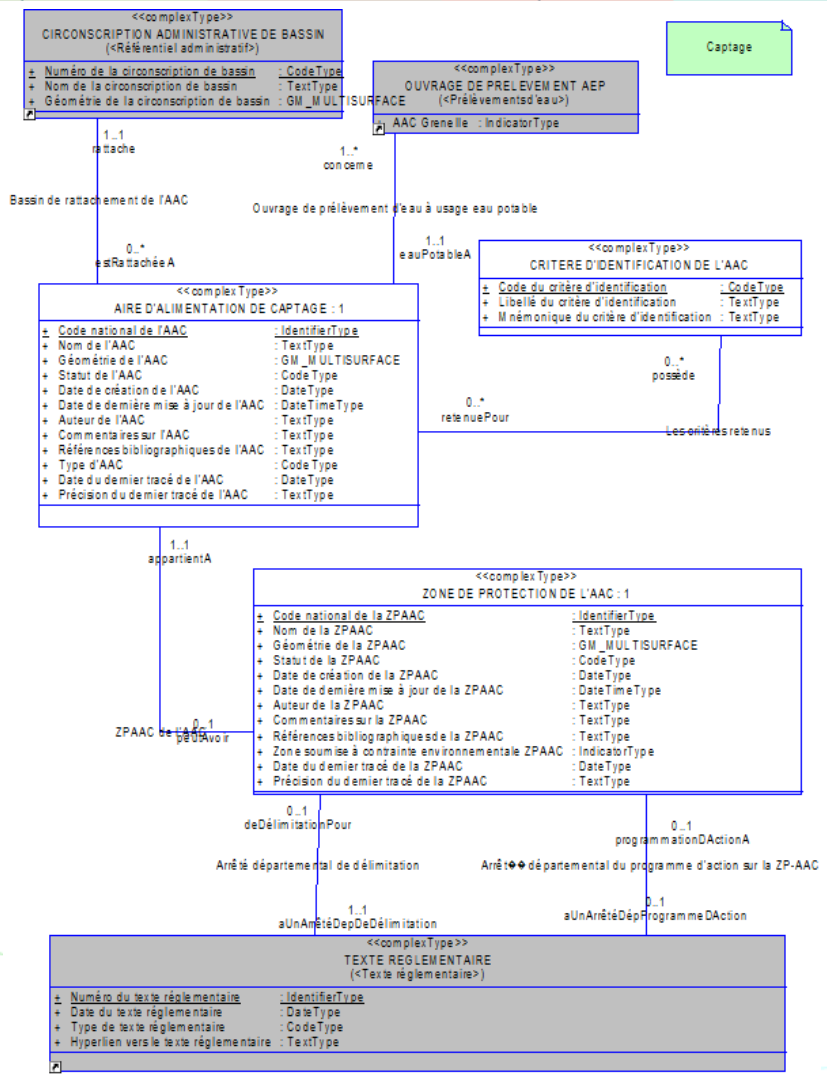 <<complexType>>
CIRCONSCRIPTION ADMINISTRATIVE DE BASSIN
(<Référentiel administratif>)
+ Numéro de la circonscription de bassin : CodeType
+ Nom de la circonscription de bassin : TextType
+ Géométrie de la circonscription de bassin : GM_MULTISURFACE
<<complexType>>
OUVRAGE DE PRELEVEMENT AEP
(<Prélèvementsd'eau>)
+ AAC Grenelle : IndicatorType
Captage
1..1
rattache
1..*
concerne
Bassin de rattachement de l'AAC
Ouvrage de prélèvement d'eau à usage eau potable
0..*
estRattachéeA
1..1
eauPotableA
<<complexType>>
CRITERE D'IDENTIFICATION DE L'AAC
+ Code du critère d'identification : CodeType
+ Libellé du critère d'identification : TextType
+ Mnémonique du critère d'identification : TextType
<<complexType>>
AIRE D'ALIMENTATION DE CAPTAGE : 1
+ Code national de l'AAC : IdentifierType
+ Nom de l'AAC : TextType
+ Géométrie de l'AAC : GM_MULTISURFACE
+ Statut de l'AAC : CodeType
+ Date de création de l'AAC : DateType
+ Date de dernière mise à jour de l'AAC : DateTimeType
+ Auteur de l'AAC : TextType
+ Commentaires sur l'AAC : TextType
+ Références bibliographiques de l'AAC : TextType
+ Type d'AAC : CodeType
+ Date du dernier tracé de l'AAC : DateType
+ Précision du dernier tracé de l'AAC : TextType
0..*
possède
0..*
retenuePour
Les critères retenus
1..1
appartientA
<<complexType>>
ZONE DE PROTECTION DE L'AAC : 1
+ Code national de la ZPAAC : IdentifierType
+ Nom de la ZPAAC : TextType
+ Géométrie de la ZPAAC : GM_MULTISURFACE
+ Statut de la ZPAAC : CodeType
+ Date de création de la ZPAAC : DateType
+ Date de dernière mise à jour de la ZPAAC : DateTimeType
+ Auteur de la ZPAAC : TextType
+ Commentaires sur la ZPAAC : TextType
+ Références bibliographiques de la ZPAAC : TextType
+ Zone soumise à contrainte environnementale ZPAAC : IndicatorType
+ Date du dernier tracé de la ZPAAC : DateType
+ Précision du dernier tracé de la ZPAAC : TextType
0..1
ZPAAC de l'AAC
peutAvoir
0..1
deDélimitationPour
0..1
programmationDActionA
Arrêté départemental de délimitation
Arrêt�� départemental du programme d'action sur la ZP-AAC
1..1
aUnArrêtéDepDeDélimitation
0..1
aUnArrêtéDépProgrammeDAction
<<complexType>>
TEXTE REGLEMENTAIRE
(<Texte réglementaire>)
+ Numéro du texte réglementaire : IdentifierType
+ Date du texte réglementaire : DateType
+ Type de texte réglementaire : CodeType
+ Hyperlien vers le texte réglementaire : TextType